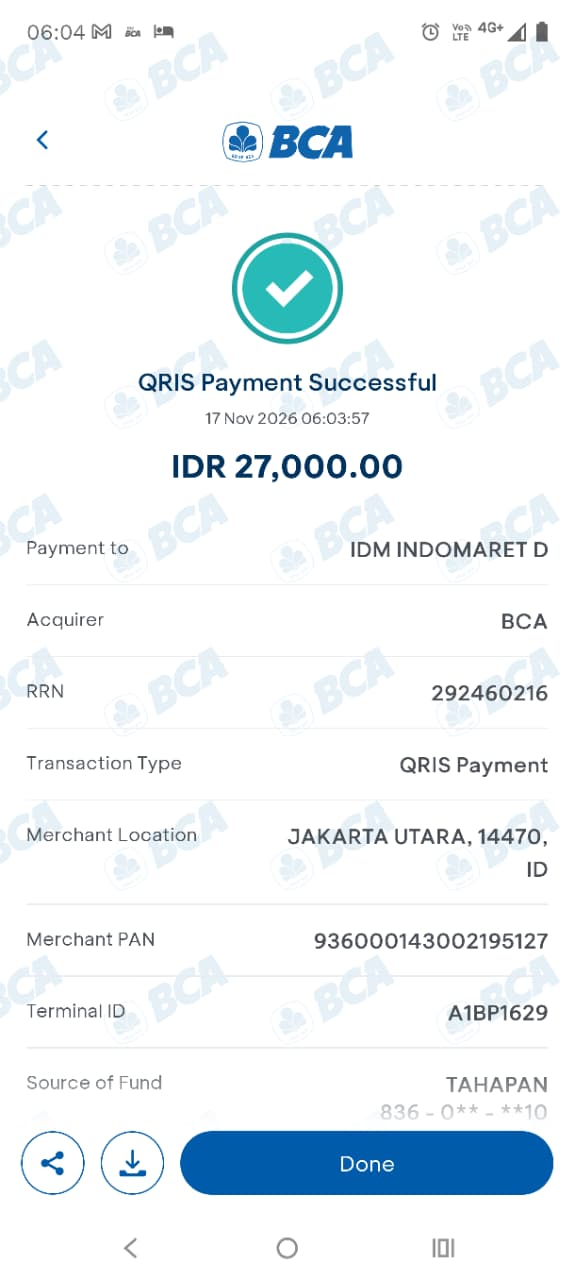 06:04
VoLTE 4G+
BCA
QRIS Payment Successful
17 Nov 2026 06:03:57
IDR 27,000.00
Payment to IDM INDOMARET D
Acquirer BCA
RRN 292460216
Transaction Type QRIS Payment
Merchant Location JAKARTA UTARA, 14470,
ID
Merchant PAN 936000143002195127
Terminal ID A1BP1629
Source of Fund TAHAPAN
836 - 0** - **10
Done